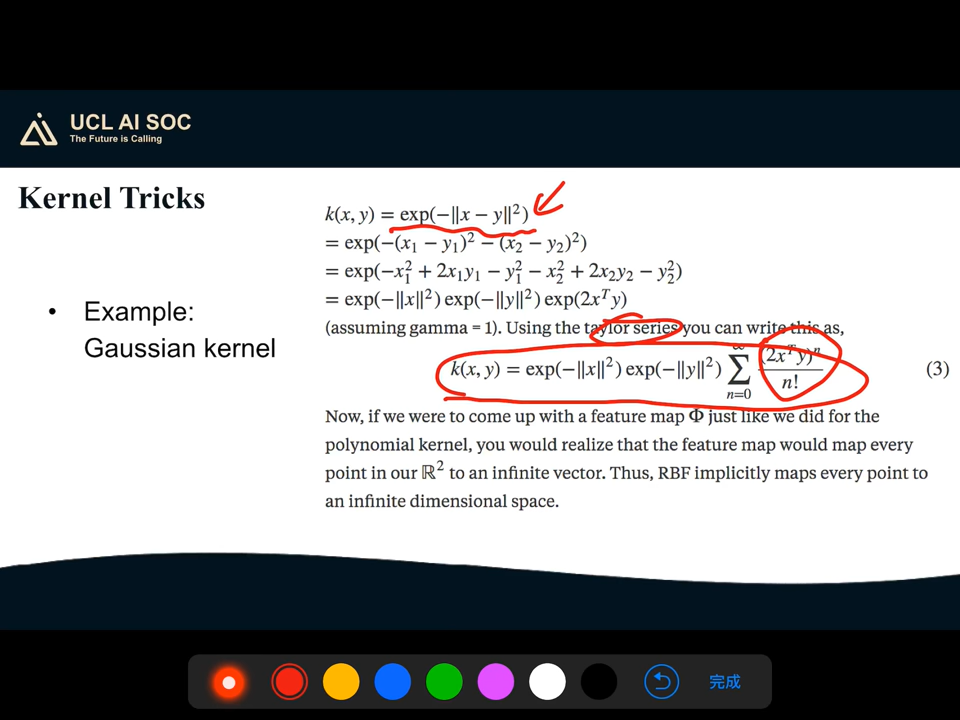 UCL AI SOC
The Future is Calling
Kernel Tricks
• Example:
Gaussian kernel
k(x, y) = exp(−‖x − y‖²)
= exp(−(x₁ − y₁)² − (x₂ − y₂)²)
= exp(−x₁² + 2x₁y₁ − y₁² − x₂² + 2x₂y₂ − y₂²)
= exp(−‖x‖²) exp(−‖y‖²) exp(2xᵀy)
(assuming gamma = 1). Using the taylor series you can write this as,
k(x, y) = exp(−‖x‖²) exp(−‖y‖²) ∑_{n=0}^{∞} (2xᵀy)ⁿ / n! (3)
Now, if we were to come up with a feature map Φ just like we did for the
polynomial kernel, you would realize that the feature map would map every
point in our ℝ² to an infinite vector. Thus, RBF implicitly maps every point to
an infinite dimensional space.
完成